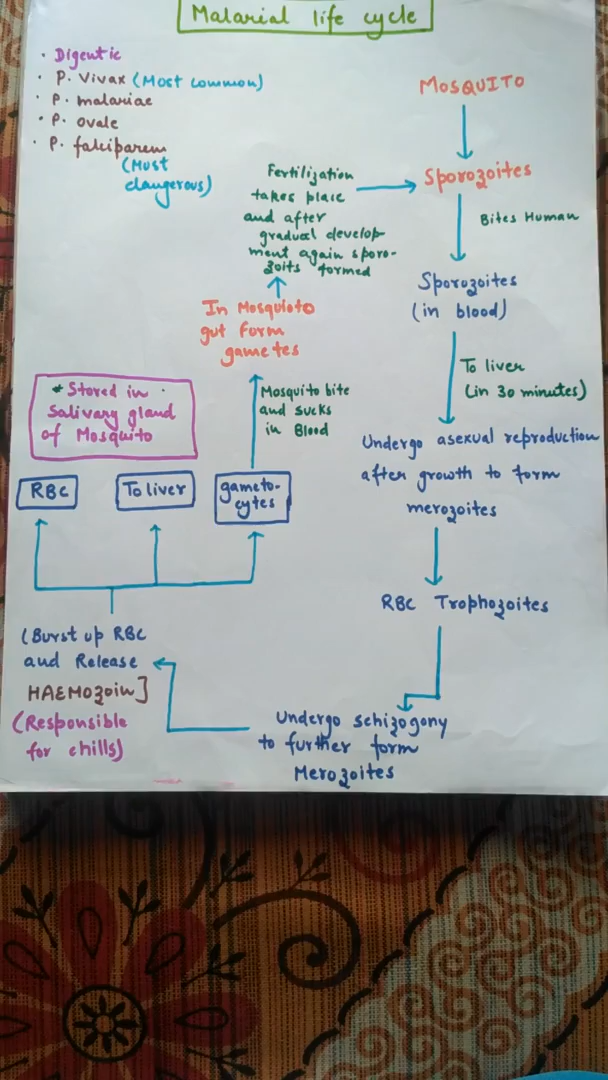 Malarial life cycle
• Digentic
• P. Vivax (Most common)
• P. malariae
• P. ovale
• P. falciparem
(Most
dangerous)
MOSQUITO
Sporozoites
Bites Human
Sporozoites
(in blood)
To liver
(in 30 minutes)
Undergo asexual reproduction
after growth to form
merozoites
RBC Trophozoites
Undergo schizogony
to further form
Merozoites
(Burst up RBC
and Release
HAEMOZOIN]
(Responsible
for chills)
RBC
To liver
gameto-
cytes
Mosquito bite
and sucks
in Blood
In Mosquioto
gut form
gametes
Fertilization
takes place
and after
gradual develop-
ment again sporo-
zoits formed
* Stored in
Salivary gland
of Mosquito